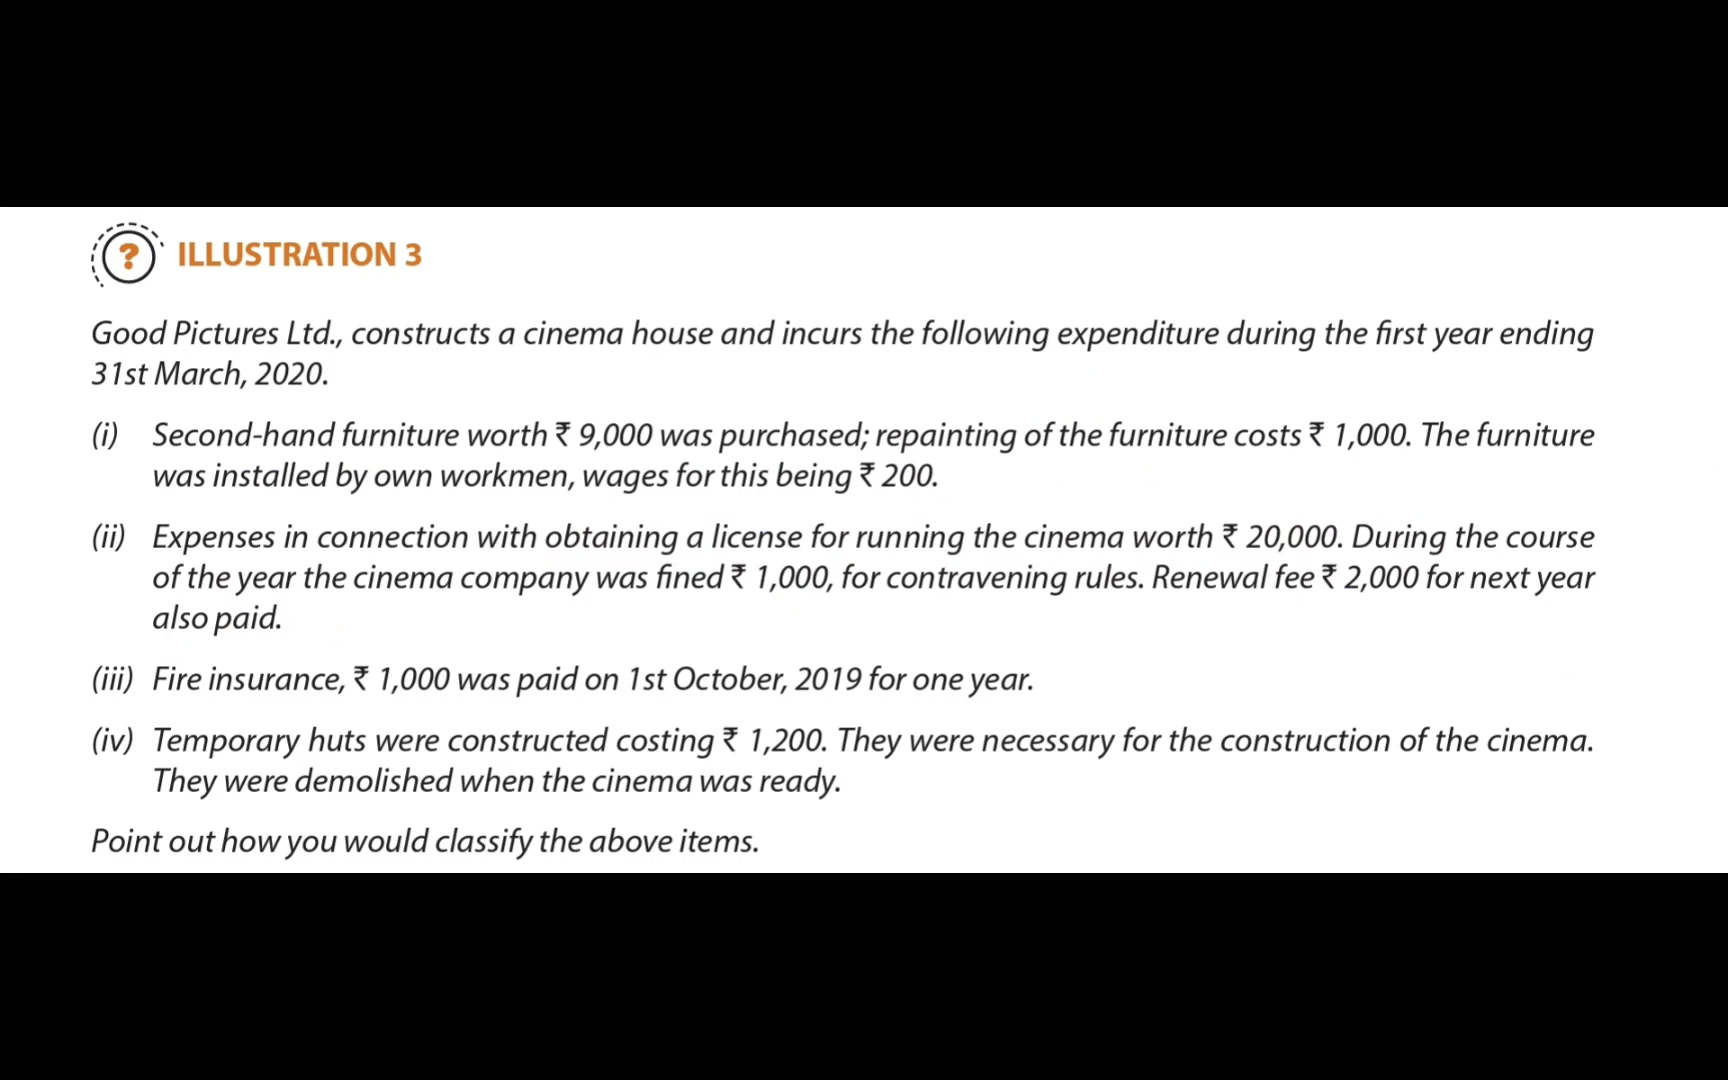 ? ILLUSTRATION 3
Good Pictures Ltd., constructs a cinema house and incurs the following expenditure during the first year ending
31st March, 2020.
(i) Second-hand furniture worth ₹ 9,000 was purchased; repainting of the furniture costs ₹ 1,000. The furniture
was installed by own workmen, wages for this being ₹ 200.
(ii) Expenses in connection with obtaining a license for running the cinema worth ₹ 20,000. During the course
of the year the cinema company was fined ₹ 1,000, for contravening rules. Renewal fee ₹ 2,000 for next year
also paid.
(iii) Fire insurance, ₹ 1,000 was paid on 1st October, 2019 for one year.
(iv) Temporary huts were constructed costing ₹ 1,200. They were necessary for the construction of the cinema.
They were demolished when the cinema was ready.
Point out how you would classify the above items.